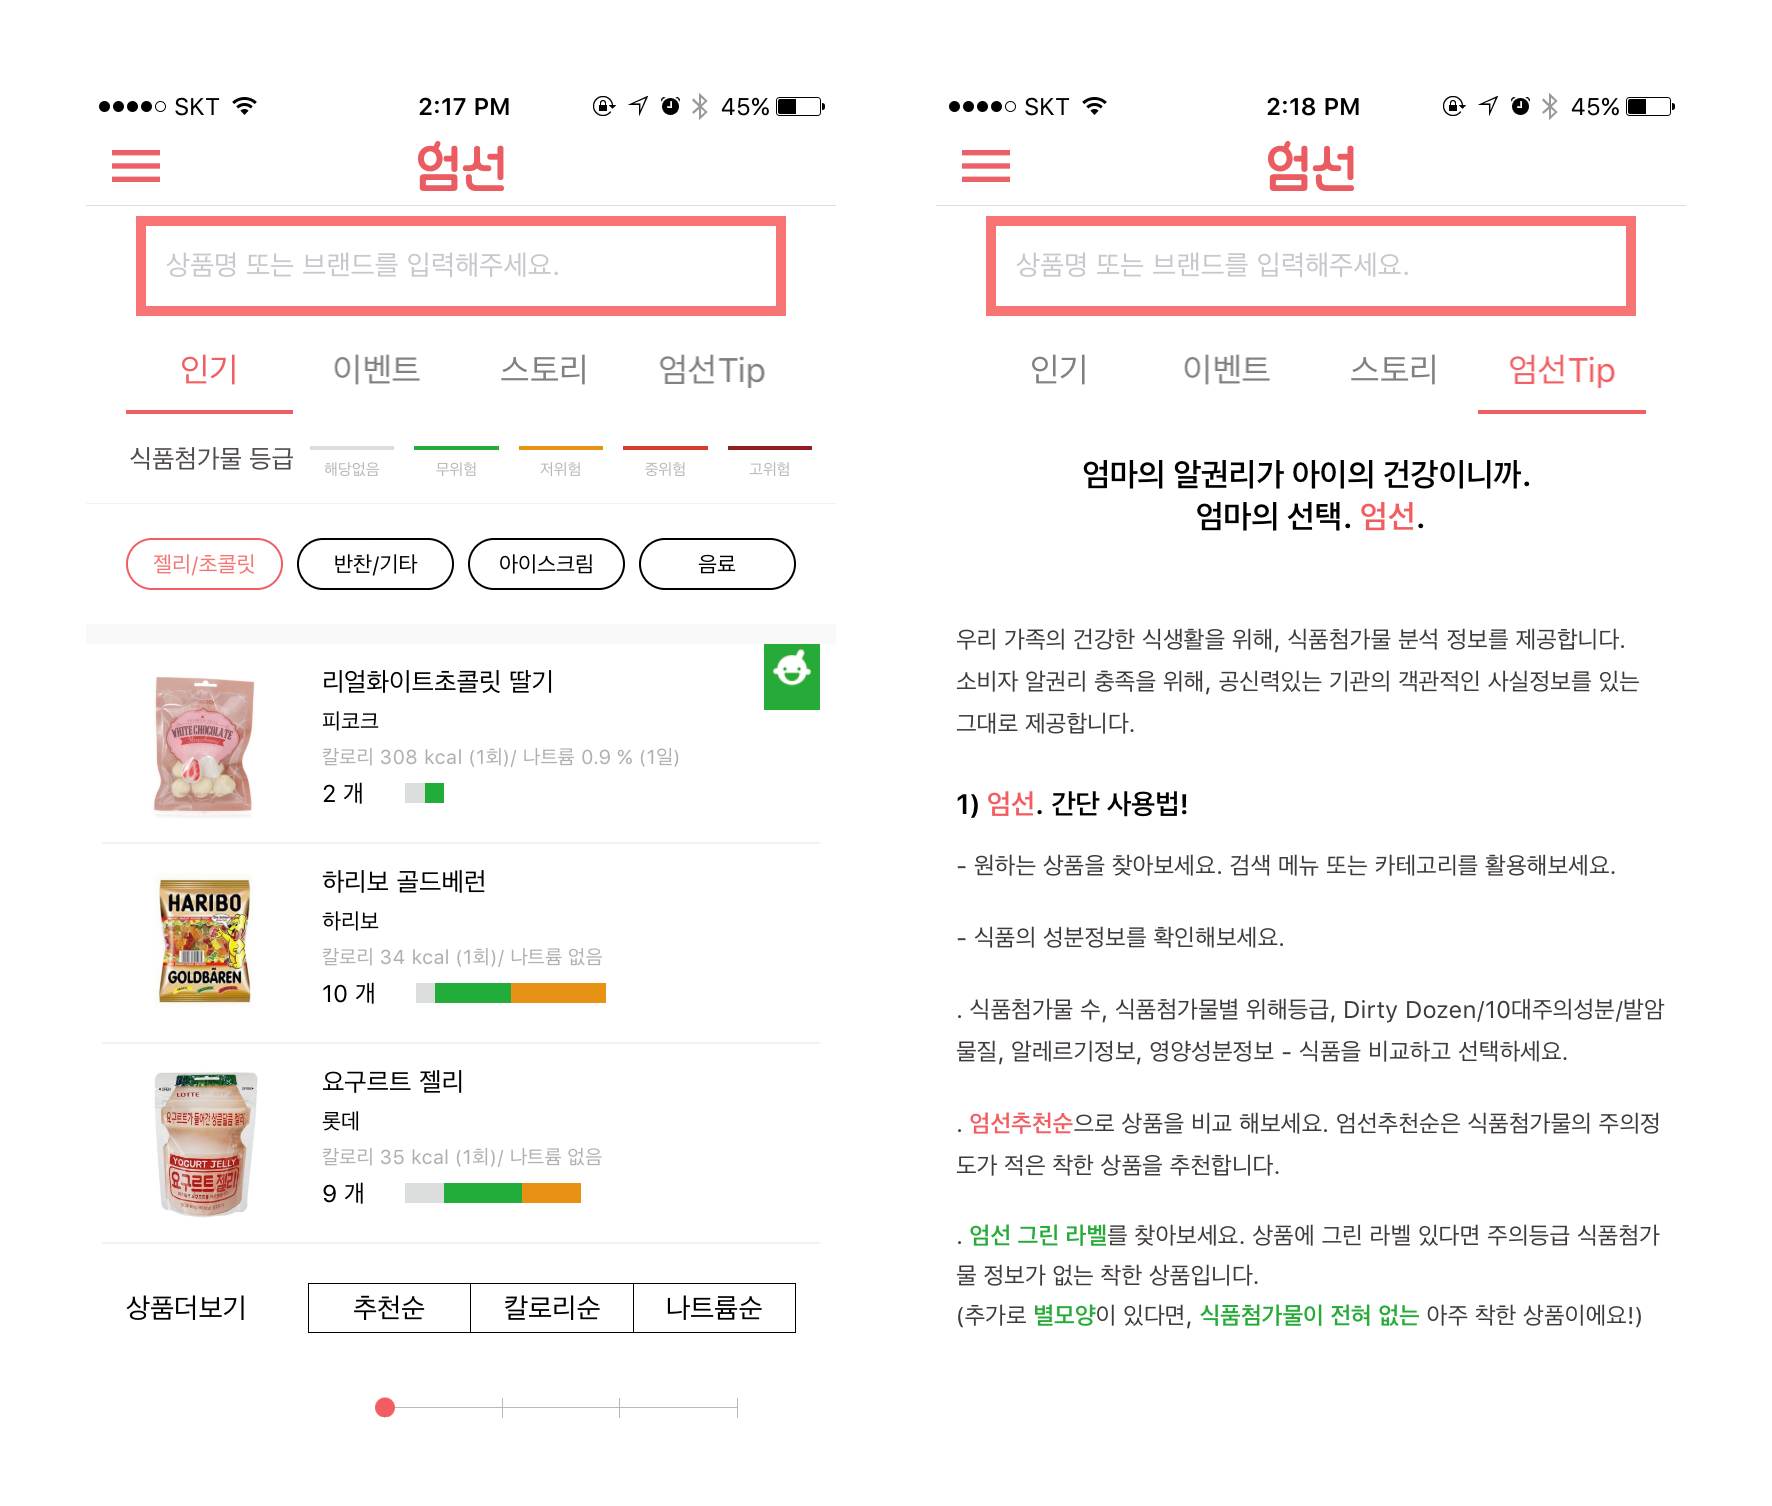 SKT 2:17 PM 45%
엄선
상품명 또는 브랜드를 입력해주세요.
인기 이벤트 스토리 엄선Tip
식품첨가물 등급 해당없음 무위험 저위험 중위험 고위험
젤리/초콜릿 반찬/기타 아이스크림 음료
WHITE CHOCOLATE
리얼화이트초콜릿 딸기
피코크
칼로리 308 kcal (1회)/ 나트륨 0.9 % (1일)
2 개
HARIBO
GOLDBÄREN
하리보 골드베런
하리보
칼로리 34 kcal (1회)/ 나트륨 없음
10 개
LOTTE
요구르트가 들어간 상큼달콤 젤리
YOGURT JELLY
요구르트 젤리
요구르트 젤리
롯데
칼로리 35 kcal (1회)/ 나트륨 없음
9 개
상품더보기 추천순 칼로리순 나트륨순
SKT 2:18 PM 45%
엄선
상품명 또는 브랜드를 입력해주세요.
인기 이벤트 스토리 엄선Tip
엄마의 알권리가 아이의 건강이니까.
엄마의 선택. 엄선.
우리 가족의 건강한 식생활을 위해, 식품첨가물 분석 정보를 제공합니다.
소비자 알권리 충족을 위해, 공신력있는 기관의 객관적인 사실정보를 있는
그대로 제공합니다.
1) 엄선. 간단 사용법!
- 원하는 상품을 찾아보세요. 검색 메뉴 또는 카테고리를 활용해보세요.
- 식품의 성분정보를 확인해보세요.
. 식품첨가물 수, 식품첨가물별 위해등급, Dirty Dozen/10대주의성분/발암
물질, 알레르기정보, 영양성분정보 - 식품을 비교하고 선택하세요.
. 엄선추천순으로 상품을 비교 해보세요. 엄선추천순은 식품첨가물의 주의정
도가 적은 착한 상품을 추천합니다.
. 엄선 그린 라벨를 찾아보세요. 상품에 그린 라벨 있다면 주의등급 식품첨가
물 정보가 없는 착한 상품입니다.
(추가로 별모양이 있다면, 식품첨가물이 전혀 없는 아주 착한 상품이에요!)